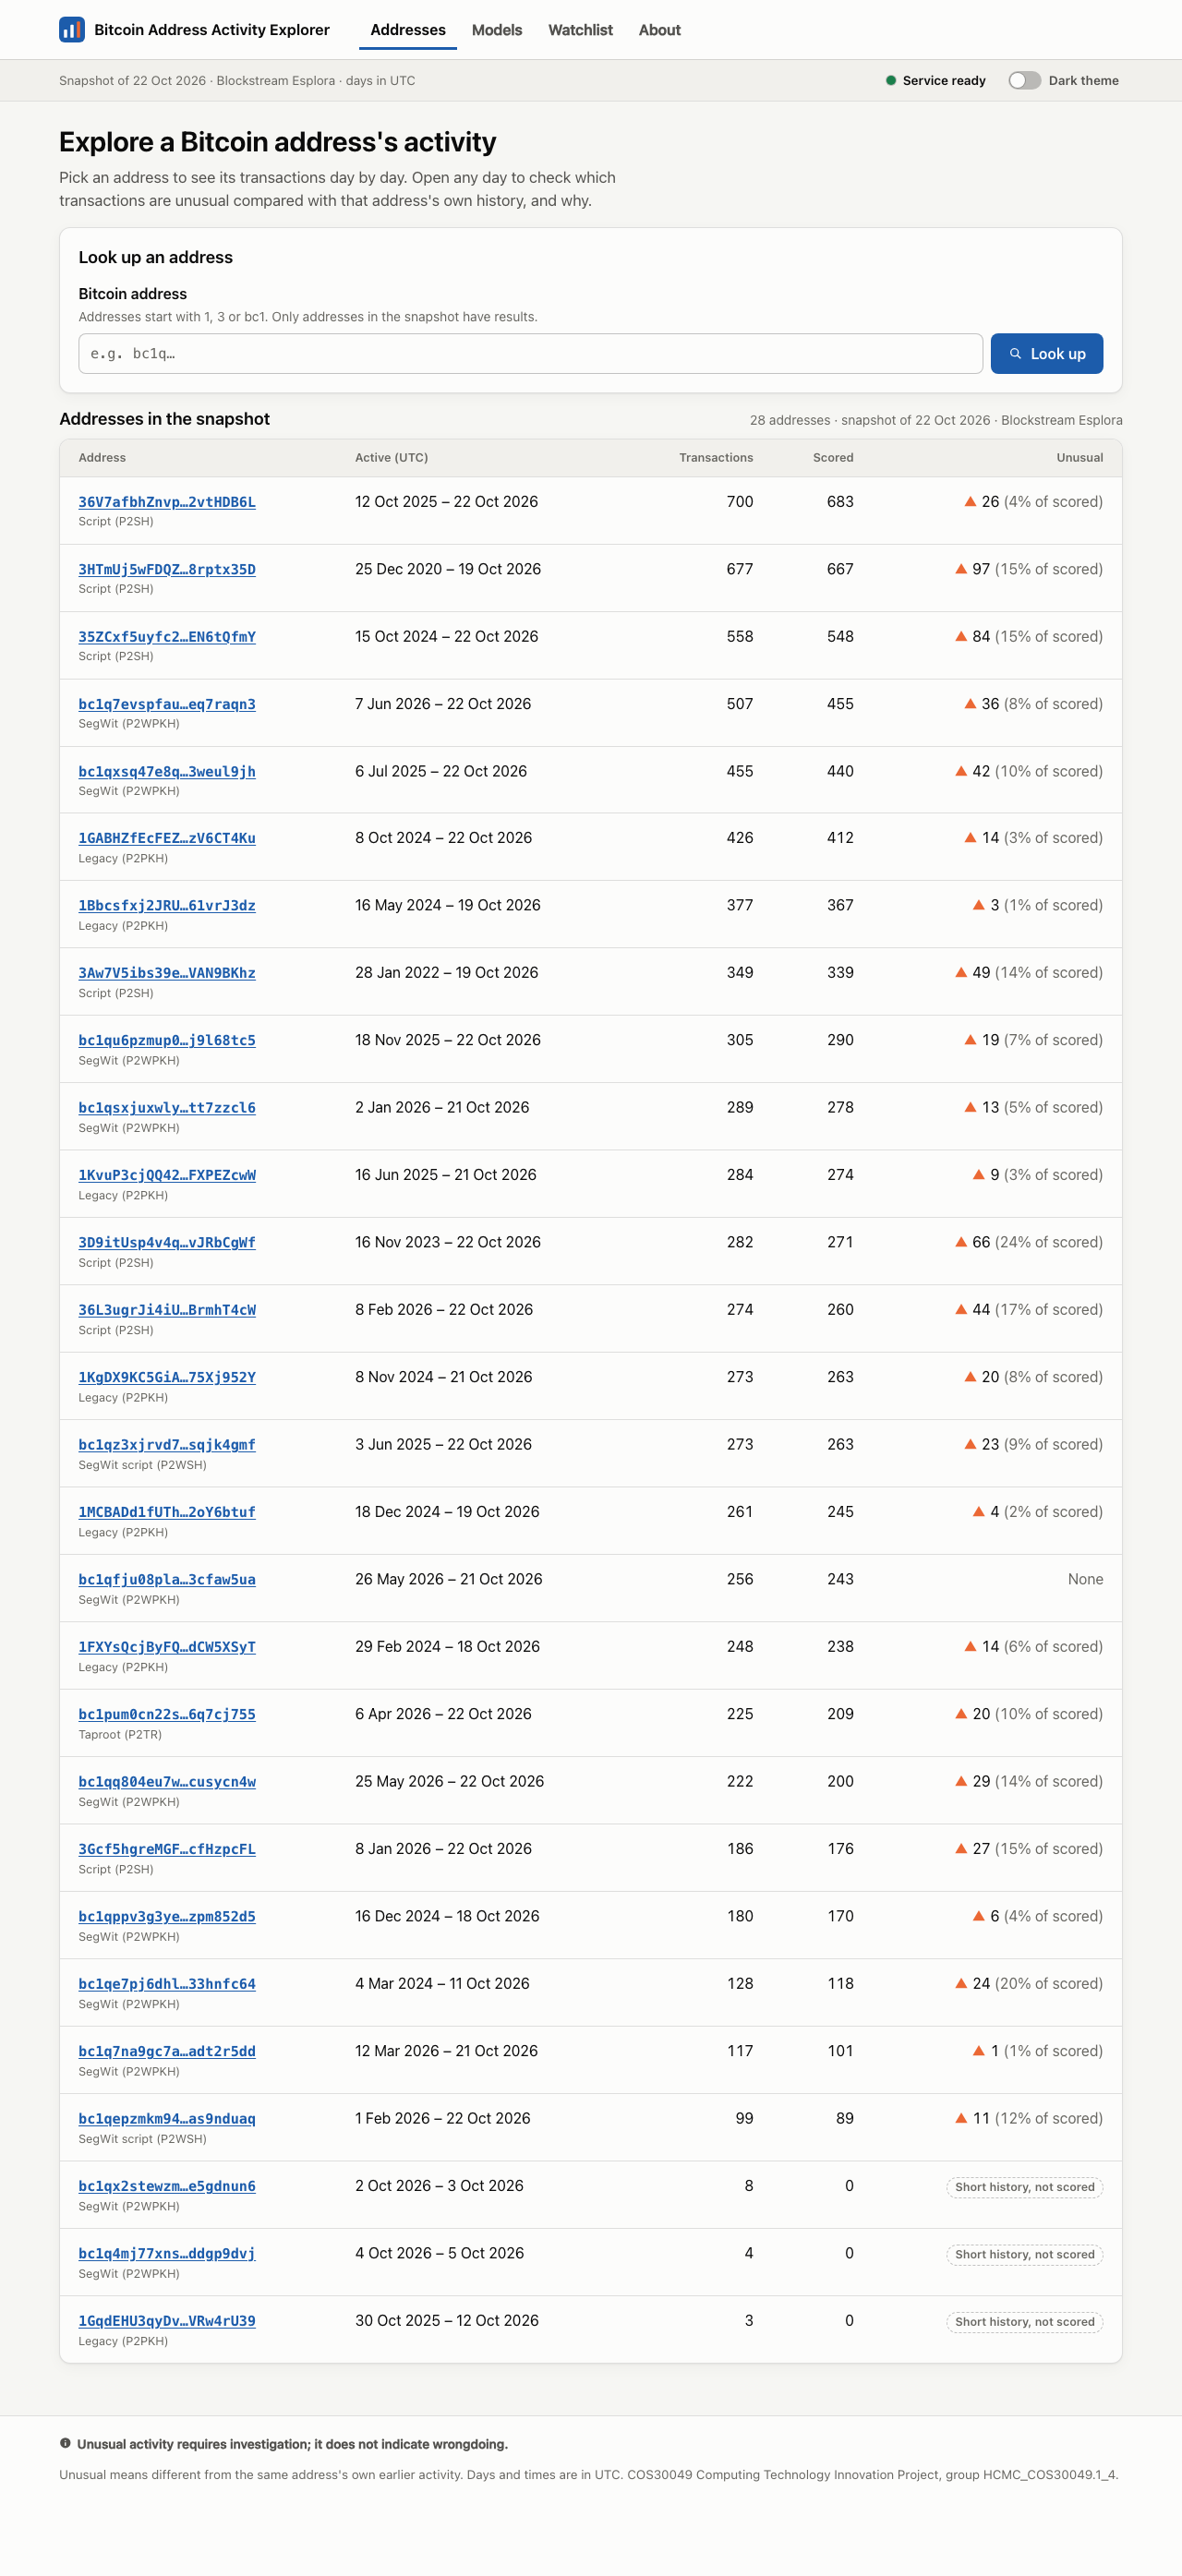 Bitcoin Address Activity Explorer Addresses Models Watchlist About
Snapshot of 22 Oct 2026 · Blockstream Esplora · days in UTC Service ready Dark theme
Explore a Bitcoin address's activity
Pick an address to see its transactions day by day. Open any day to check which
transactions are unusual compared with that address's own history, and why.
Look up an address
Bitcoin address
Addresses start with 1, 3 or bc1. Only addresses in the snapshot have results.
e.g. bc1q… Look up
Addresses in the snapshot 28 addresses · snapshot of 22 Oct 2026 · Blockstream Esplora
Address Active (UTC) Transactions Scored Unusual
36V7afbhZnvp…2vtHDB6L 12 Oct 2025 – 22 Oct 2026 700 683 ▲ 26 (4% of scored)
Script (P2SH)
3HTmUj5wFDQZ…8rptx35D 25 Dec 2020 – 19 Oct 2026 677 667 ▲ 97 (15% of scored)
Script (P2SH)
35ZCxf5uyfc2…EN6tQfmY 15 Oct 2024 – 22 Oct 2026 558 548 ▲ 84 (15% of scored)
Script (P2SH)
bc1q7evspfau…eq7raqn3 7 Jun 2026 – 22 Oct 2026 507 455 ▲ 36 (8% of scored)
SegWit (P2WPKH)
bc1qxsq47e8q…3weul9jh 6 Jul 2025 – 22 Oct 2026 455 440 ▲ 42 (10% of scored)
SegWit (P2WPKH)
1GABHZfEcFEZ…zV6CT4Ku 8 Oct 2024 – 22 Oct 2026 426 412 ▲ 14 (3% of scored)
Legacy (P2PKH)
1Bbcsfxj2JRU…61vrJ3dz 16 May 2024 – 19 Oct 2026 377 367 ▲ 3 (1% of scored)
Legacy (P2PKH)
3Aw7V5ibs39e…VAN9BKhz 28 Jan 2022 – 19 Oct 2026 349 339 ▲ 49 (14% of scored)
Script (P2SH)
bc1qu6pzmup0…j9l68tc5 18 Nov 2025 – 22 Oct 2026 305 290 ▲ 19 (7% of scored)
SegWit (P2WPKH)
bc1qsxjuxwly…tt7zzcl6 2 Jan 2026 – 21 Oct 2026 289 278 ▲ 13 (5% of scored)
SegWit (P2WPKH)
1KvuP3cjQQ42…FXPEZcwW 16 Jun 2025 – 21 Oct 2026 284 274 ▲ 9 (3% of scored)
Legacy (P2PKH)
3D9itUsp4v4q…vJRbCgWf 16 Nov 2023 – 22 Oct 2026 282 271 ▲ 66 (24% of scored)
Script (P2SH)
36L3ugrJi4iU…BrmhT4cW 8 Feb 2026 – 22 Oct 2026 274 260 ▲ 44 (17% of scored)
Script (P2SH)
1KgDX9KC5GiA…75Xj952Y 8 Nov 2024 – 21 Oct 2026 273 263 ▲ 20 (8% of scored)
Legacy (P2PKH)
bc1qz3xjrvd7…sqjk4gmf 3 Jun 2025 – 22 Oct 2026 273 263 ▲ 23 (9% of scored)
SegWit script (P2WSH)
1MCBADd1fUTh…2oY6btuf 18 Dec 2024 – 19 Oct 2026 261 245 ▲ 4 (2% of scored)
Legacy (P2PKH)
bc1qfju08pla…3cfaw5ua 26 May 2026 – 21 Oct 2026 256 243 None
SegWit (P2WPKH)
1FXYsQcjByFQ…dCW5XSyT 29 Feb 2024 – 18 Oct 2026 248 238 ▲ 14 (6% of scored)
Legacy (P2PKH)
bc1pum0cn22s…6q7cj755 6 Apr 2026 – 22 Oct 2026 225 209 ▲ 20 (10% of scored)
Taproot (P2TR)
bc1qq804eu7w…cusycn4w 25 May 2026 – 22 Oct 2026 222 200 ▲ 29 (14% of scored)
SegWit (P2WPKH)
3Gcf5hgreMGF…cfHzpcFL 8 Jan 2026 – 22 Oct 2026 186 176 ▲ 27 (15% of scored)
Script (P2SH)
bc1qppv3g3ye…zpm852d5 16 Dec 2024 – 18 Oct 2026 180 170 ▲ 6 (4% of scored)
SegWit (P2WPKH)
bc1qe7pj6dhl…33hnfc64 4 Mar 2024 – 11 Oct 2026 128 118 ▲ 24 (20% of scored)
SegWit (P2WPKH)
bc1q7na9gc7a…adt2r5dd 12 Mar 2026 – 21 Oct 2026 117 101 ▲ 1 (1% of scored)
SegWit (P2WPKH)
bc1qepzmkm94…as9nduaq 1 Feb 2026 – 22 Oct 2026 99 89 ▲ 11 (12% of scored)
SegWit script (P2WSH)
bc1qx2stewzm…e5gdnun6 2 Oct 2026 – 3 Oct 2026 8 0 Short history, not scored
SegWit (P2WPKH)
bc1q4mj77xns…ddgp9dvj 4 Oct 2026 – 5 Oct 2026 4 0 Short history, not scored
SegWit (P2WPKH)
1GqdEHU3qyDv…VRw4rU39 30 Oct 2025 – 12 Oct 2026 3 0 Short history, not scored
Legacy (P2PKH)
Unusual activity requires investigation; it does not indicate wrongdoing.
Unusual means different from the same address's own earlier activity. Days and times are in UTC. COS30049 Computing Technology Innovation Project, group HCMC_COS30049.1_4.